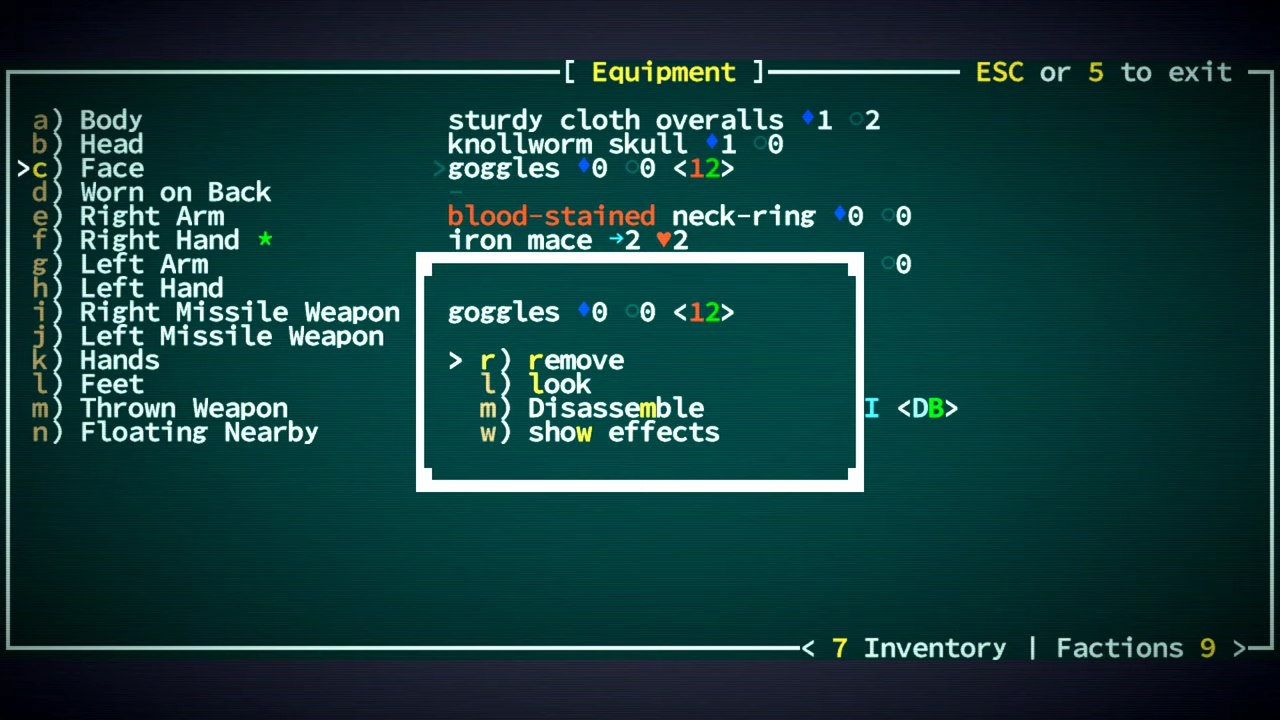 [ Equipment ] ESC or 5 to exit
a) Body sturdy cloth overalls ♦1 ○2
b) Head knollworm skull ♦1 ○0
>c) Face >goggles ♦0 ○0 <12>
d) Worn on Back -
e) Right Arm blood-stained neck-ring ♦0 ○0
f) Right Hand * iron mace →2 ♥2
g) Left Arm ○0
h) Left Hand
i) Right Missile Weapon
j) Left Missile Weapon
k) Hands
l) Feet
m) Thrown Weapon I <DB>
n) Floating Nearby
goggles ♦0 ○0 <12>
> r) remove
l) look
m) Disassemble
w) show effects
< 7 Inventory | Factions 9 >